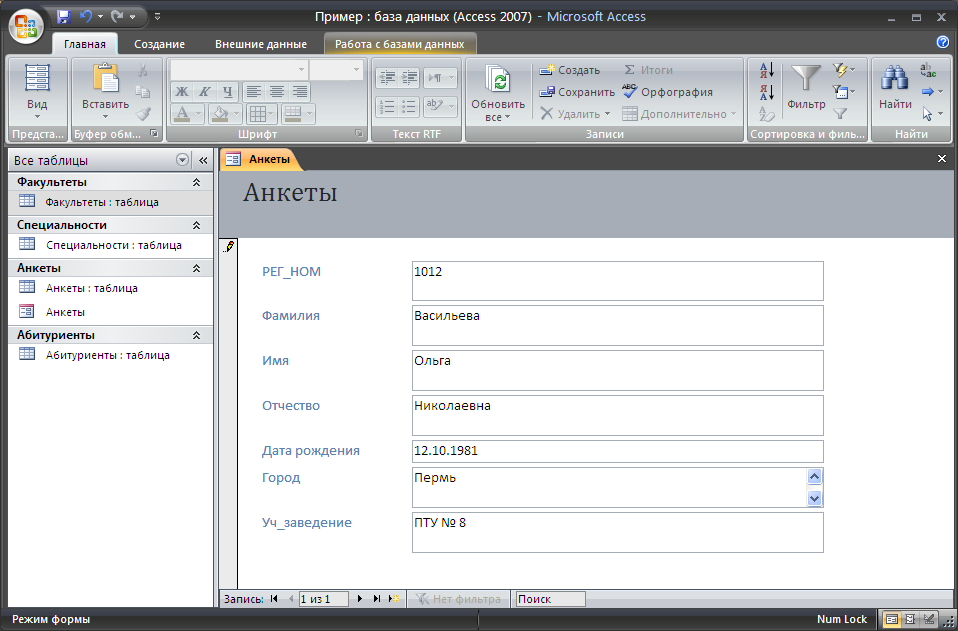 Пример : база данных (Access 2007) - Microsoft Access
Главная Создание Внешние данные Работа с базами данных
Вид
Предста...
Вставить
Буфер обм...
Ж К Ч
А
Шрифт
Текст RTF
Обновить все
Создать
Сохранить
Удалить
Итоги
Орфография
Дополнительно
Записи
Фильтр
Сортировка и филь...
Найти
Найти
Все таблицы
Факультеты
Факультеты : таблица
Специальности
Специальности : таблица
Анкеты
Анкеты : таблица
Анкеты
Абитуриенты
Абитуриенты : таблица
Анкеты
Анкеты
РЕГ_НОМ 1012
Фамилия Васильева
Имя Ольга
Отчество Николаевна
Дата рождения 12.10.1981
Город Пермь
Уч_заведение ПТУ № 8
Запись: 1 из 1 Нет фильтра Поиск
Режим формы Num Lock